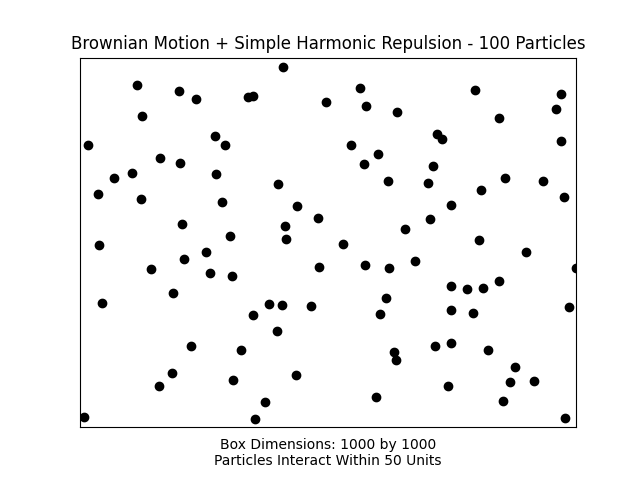 Brownian Motion + Simple Harmonic Repulsion - 100 Particles
Box Dimensions: 1000 by 1000
Particles Interact Within 50 Units